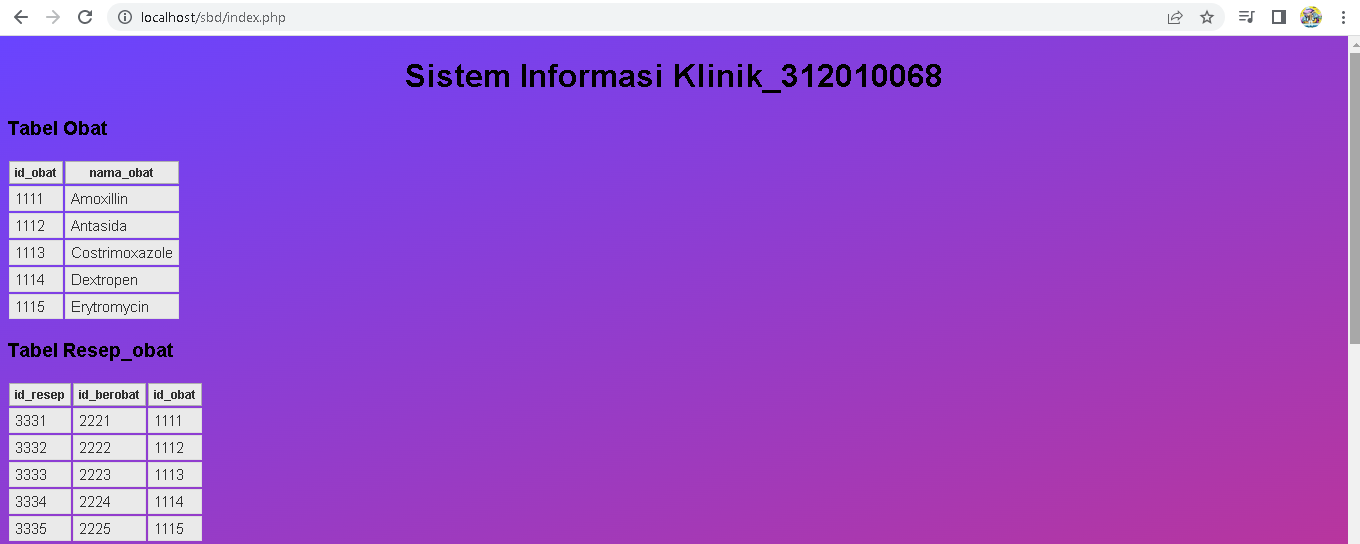 localhost/sbd/index.php
Sistem Informasi Klinik_312010068
Tabel Obat
id_obat nama_obat
1111 Amoxillin
1112 Antasida
1113 Costrimoxazole
1114 Dextropen
1115 Erytromycin
Tabel Resep_obat
id_resep id_berobat id_obat
3331 2221 1111
3332 2222 1112
3333 2223 1113
3334 2224 1114
3335 2225 1115